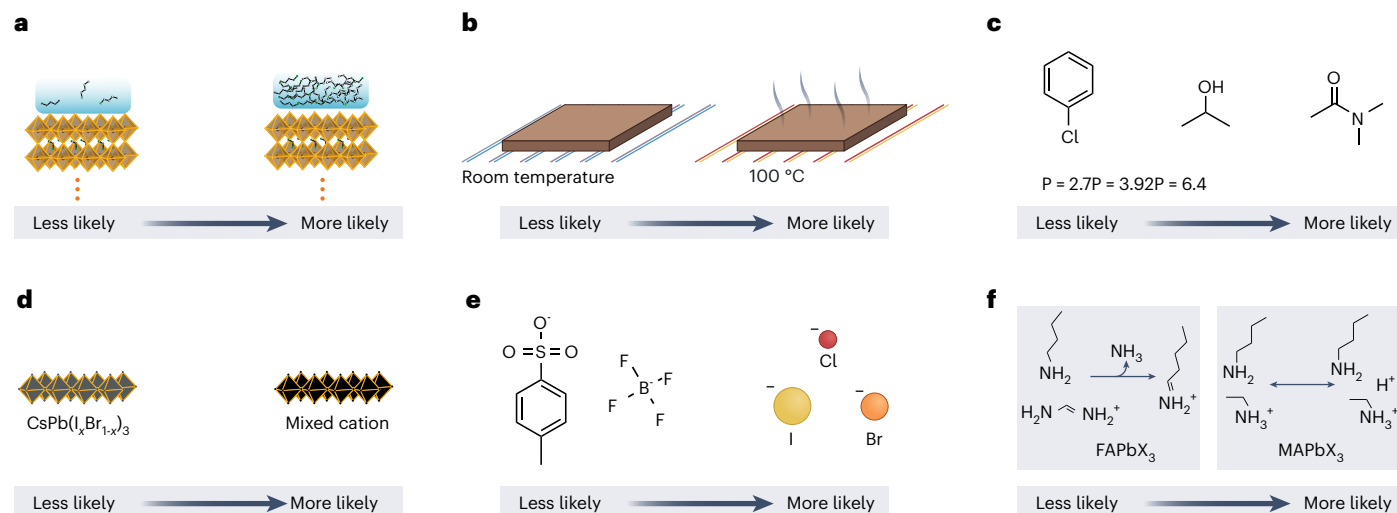 a
Less likely More likely
b
Room temperature 100 °C
Less likely More likely
c
Cl
OH
O
N
P = 2.7P = 3.92P = 6.4
Less likely More likely
d
CsPb(IₓBr₁₋ₓ)₃ Mixed cation
Less likely More likely
e
O⁻
O=S=O
F
B⁻
F
F
F
−
Cl
−
I
−
Br
Less likely More likely
f
NH₂
H₂N NH₂⁺
NH₃
NH₂⁺
FAPbX₃
NH₂
NH₃⁺
NH₂
H⁺
NH₃⁺
MAPbX₃
Less likely More likely